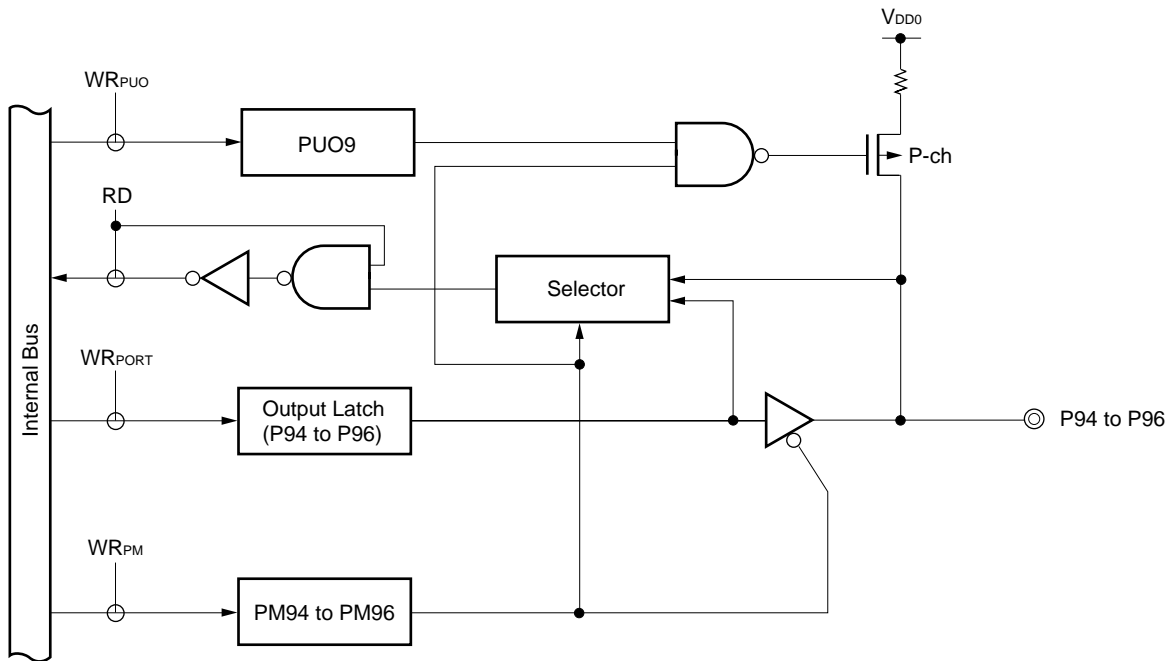 VDD0
WRPUO
PUO9
P-ch
RD
Selector
Internal Bus
WRPORT
Output Latch
(P94 to P96)
P94 to P96
WRPM
PM94 to PM96